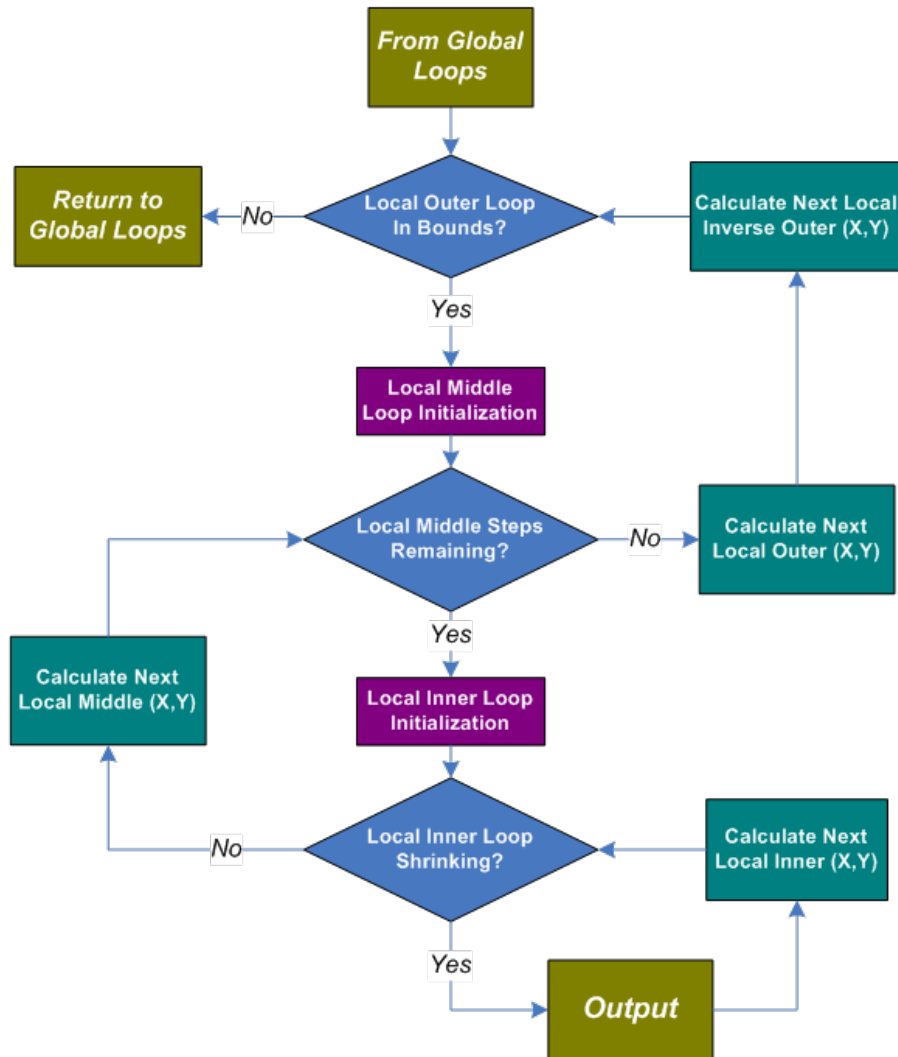 From Global
Loops
Return to
Global Loops
No
Local Outer Loop
In Bounds?
Calculate Next Local
Inverse Outer (X,Y)
Yes
Local Middle
Loop Initialization
Local Middle Steps
Remaining?
No
Calculate Next
Local Outer (X,Y)
Yes
Calculate Next
Local Middle (X,Y)
Local Inner Loop
Initialization
No
Local Inner Loop
Shrinking?
Calculate Next
Local Inner (X,Y)
Yes
Output